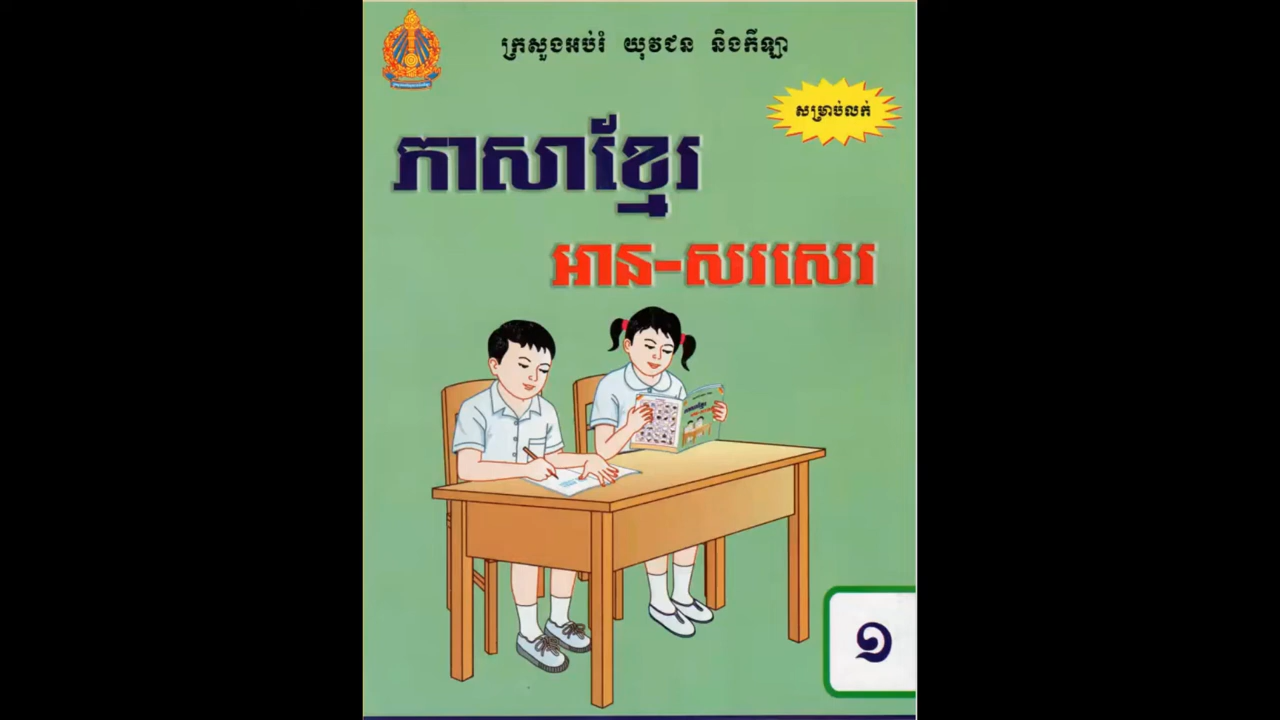 ក្រសួងអប់រំ យុវជន និងកីឡា
សម្រាប់លក់
ភាសាខ្មែរ
អាន-សរសេរ
១